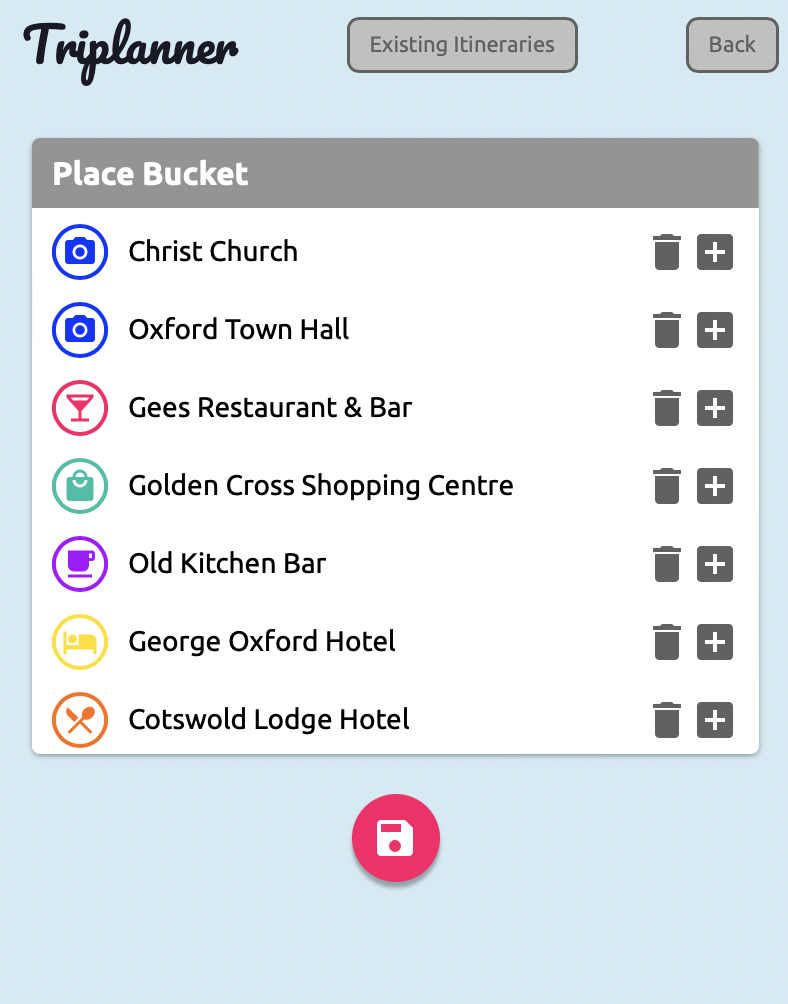 Triplanner
Existing Itineraries
Back
Place Bucket
Christ Church
Oxford Town Hall
Gees Restaurant & Bar
Golden Cross Shopping Centre
Old Kitchen Bar
George Oxford Hotel
Cotswold Lodge Hotel